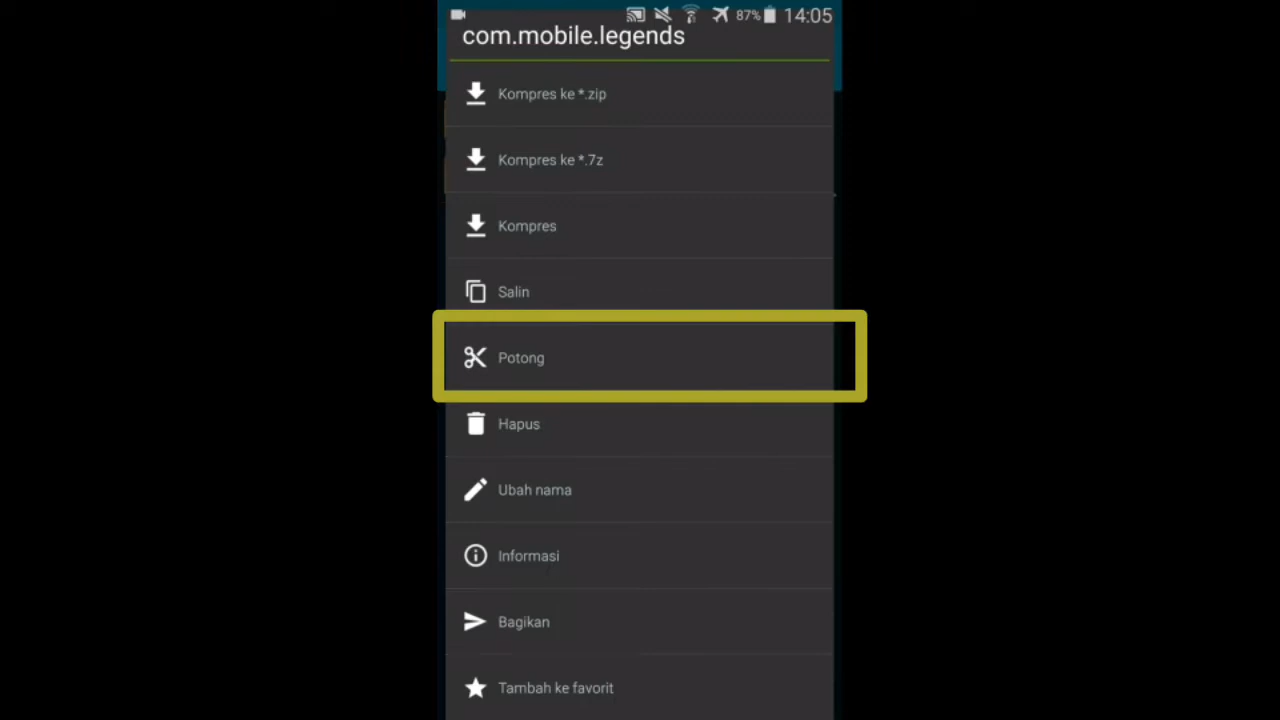 87% 14:05
com.mobile.legends
Kompres ke *.zip
Kompres ke *.7z
Kompres
Salin
Potong
Hapus
Ubah nama
Informasi
Bagikan
Tambah ke favorit